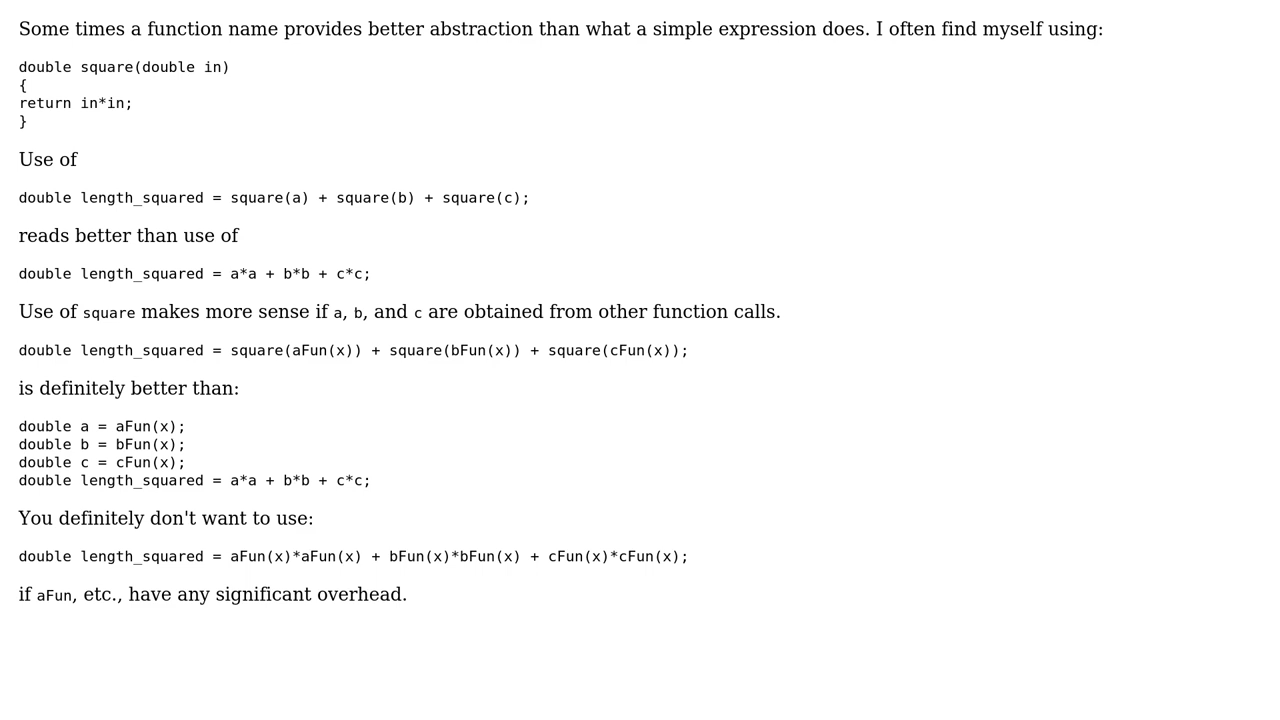 Some times a function name provides better abstraction than what a simple expression does. I often find myself using:
double square(double in)
{
return in*in;
}
Use of
double length_squared = square(a) + square(b) + square(c);
reads better than use of
double length_squared = a*a + b*b + c*c;
Use of square makes more sense if a, b, and c are obtained from other function calls.
double length_squared = square(aFun(x)) + square(bFun(x)) + square(cFun(x));
is definitely better than:
double a = aFun(x);
double b = bFun(x);
double c = cFun(x);
double length_squared = a*a + b*b + c*c;
You definitely don't want to use:
double length_squared = aFun(x)*aFun(x) + bFun(x)*bFun(x) + cFun(x)*cFun(x);
if aFun, etc., have any significant overhead.